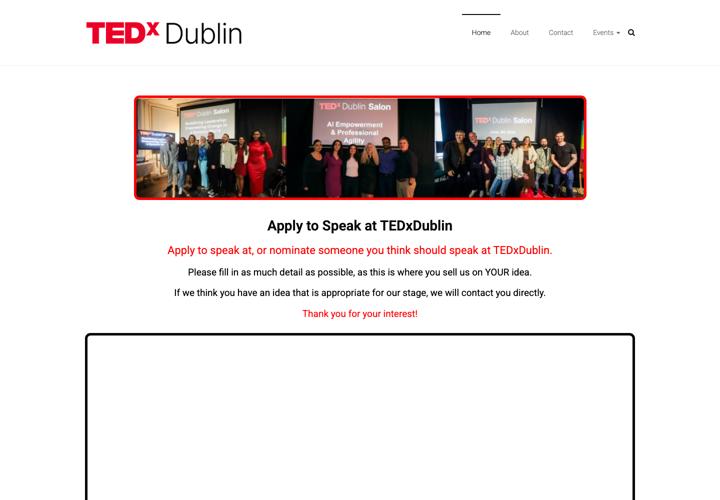 TEDx Dublin
Home
About
Contact
Events
TEDx Dublin Salon
TEDx Dublin Salon
AI Empowerment
& Professional
Agility
TEDx Dublin Salon
Apply to Speak at TEDxDublin
Apply to speak at, or nominate someone you think should speak at TEDxDublin.
Please fill in as much detail as possible, as this is where you sell us on YOUR idea.
If we think you have an idea that is appropriate for our stage, we will contact you directly.
Thank you for your interest!